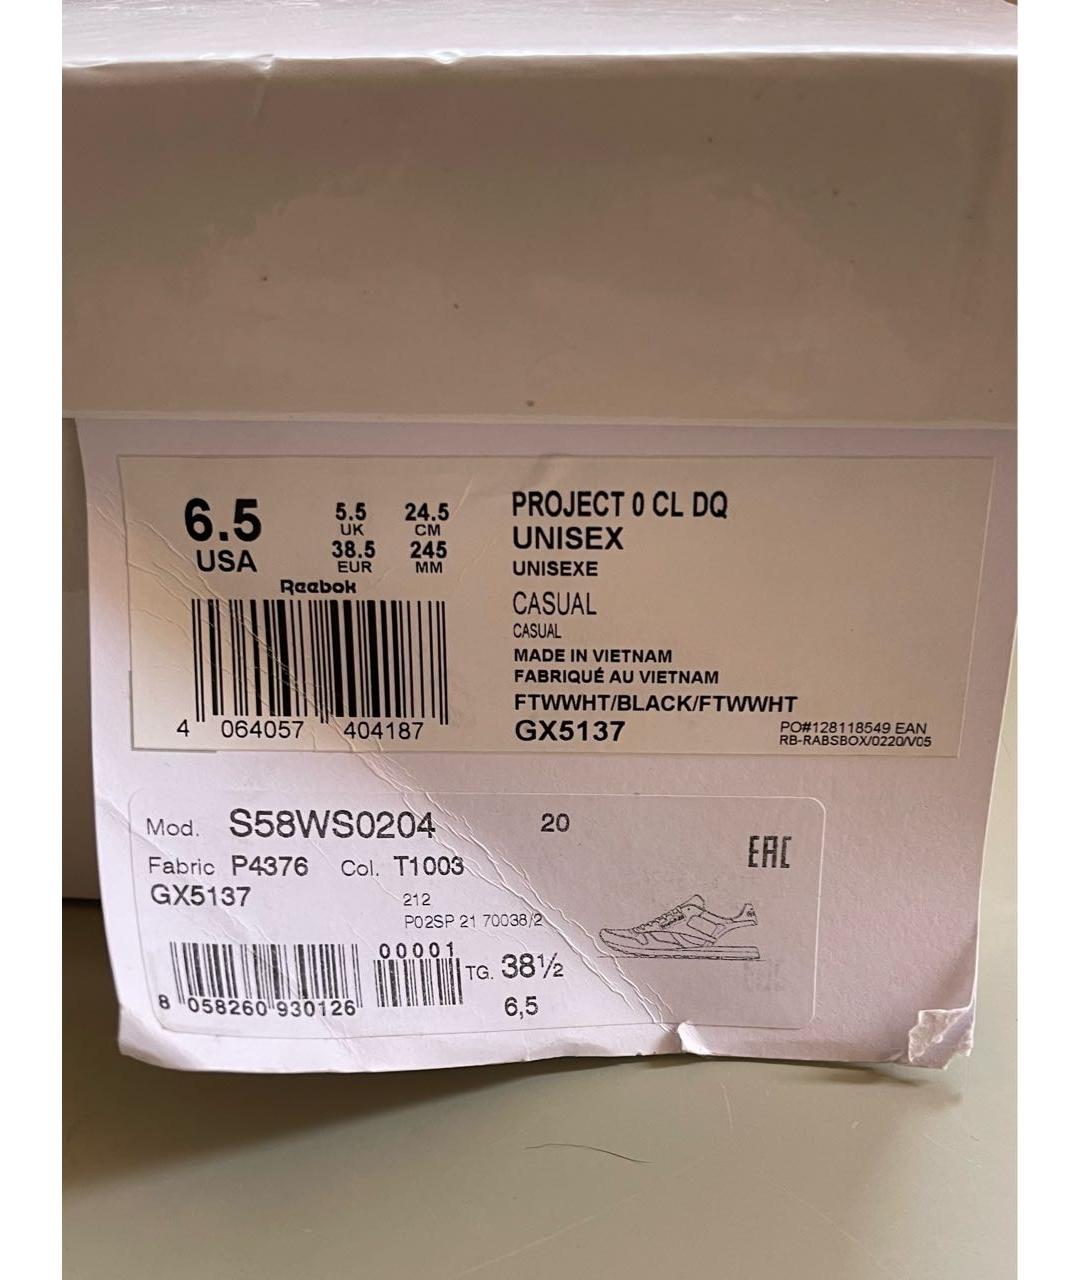 6.5
USA
5.5
UK
38.5
EUR
24.5
CM
245
MM
Reebok
4 064057 404187
PROJECT 0 CL DQ
UNISEX
UNISEXE
CASUAL
CASUAL
MADE IN VIETNAM
FABRIQUÉ AU VIETNAM
FTWWHT/BLACK/FTWWHT
GX5137
PO#128118549 EAN
RB-RABSBOX/0220/V05
Mod. S58WS0204 20
EAC
Fabric P4376 Col. T1003
GX5137
212
P02SP 21 70038/2
00001
TG. 38½
8 058260 930126
6,5